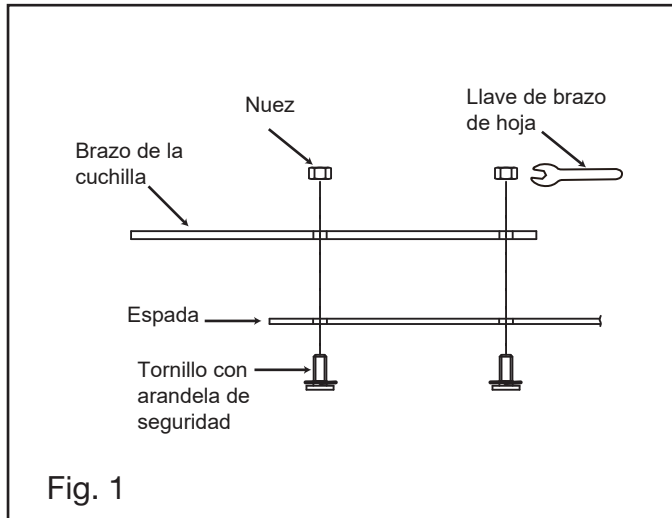 Nuez
Llave de brazo
de hoja
Brazo de la
cuchilla
Espada
Tornillo con
arandela de
seguridad
Fig. 1